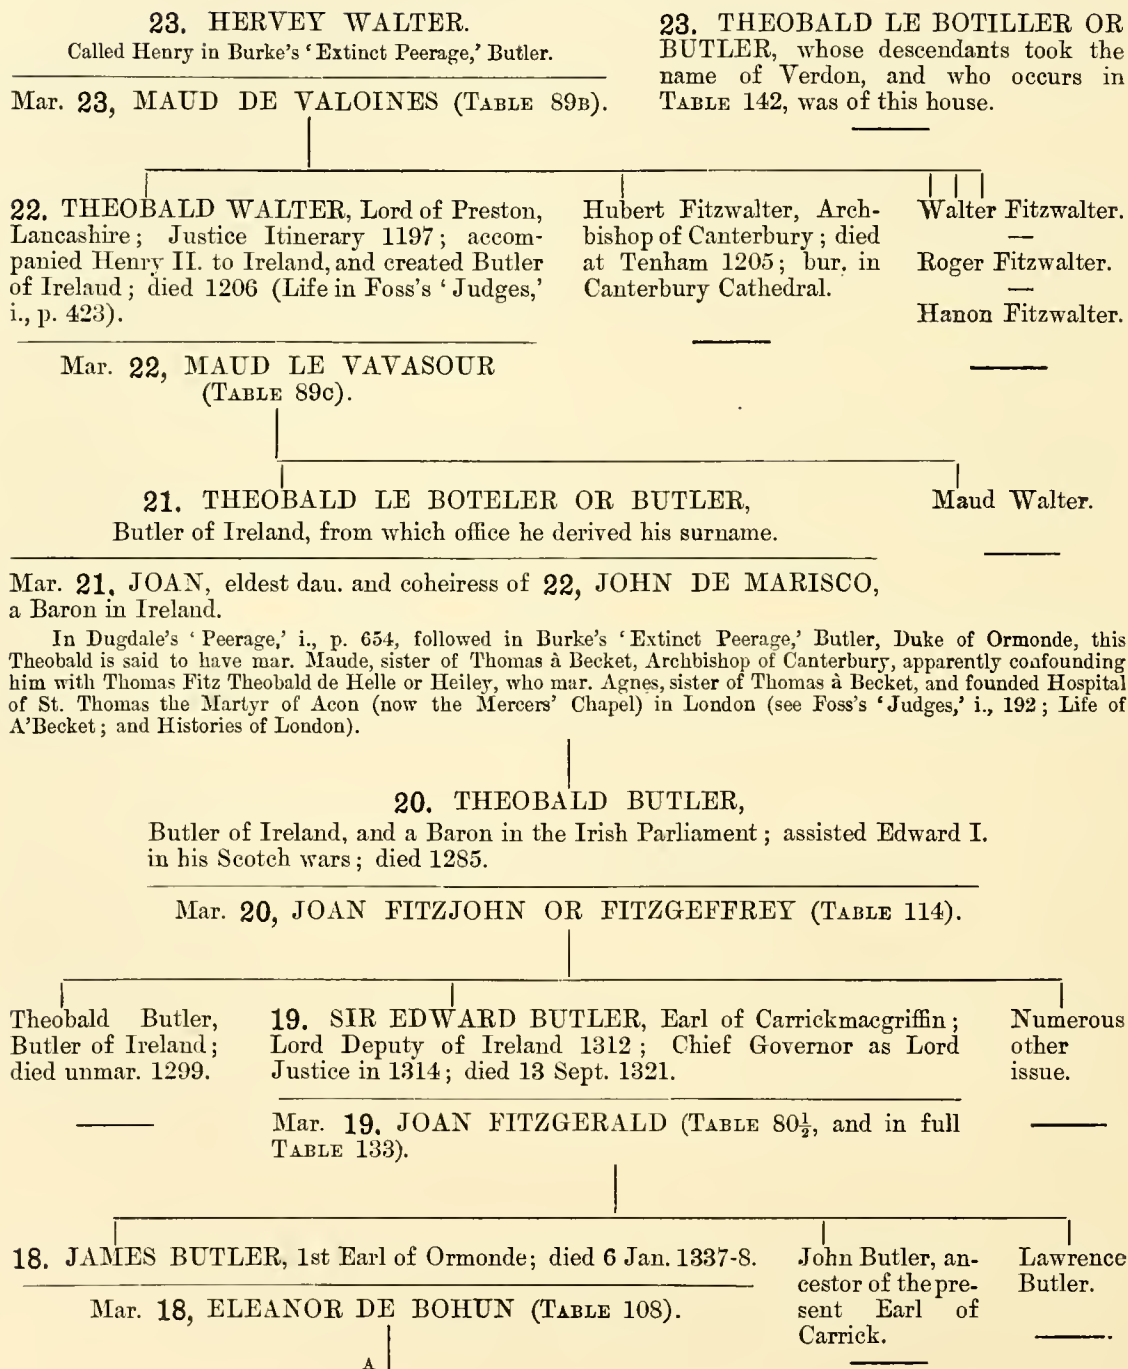 23. HERVEY WALTER.
Called Henry in Burke's 'Extinct Peerage,' Butler.
Mar. 23, MAUD DE VALOINES (TABLE 89B).
23. THEOBALD LE BOTILLER OR
BUTLER, whose descendants took the
name of Verdon, and who occurs in
TABLE 142, was of this house.
22. THEOBALD WALTER, Lord of Preston,
Lancashire; Justice Itinerary 1197; accom-
panied Henry II. to Ireland, and created Butler
of Ireland; died 1206 (Life in Foss's 'Judges,'
i., p. 423).
Mar. 22, MAUD LE VAVASOUR
(TABLE 89C).
Hubert Fitzwalter, Arch-
bishop of Canterbury; died
at Tenham 1205; bur. in
Canterbury Cathedral.
Walter Fitzwalter.
Roger Fitzwalter.
Hanon Fitzwalter.
21. THEOBALD LE BOTELER OR BUTLER,
Butler of Ireland, from which office he derived his surname.
Maud Walter.
Mar. 21, JOAN, eldest dau. and coheiress of 22, JOHN DE MARISCO,
a Baron in Ireland.
In Dugdale's 'Peerage,' i., p. 654, followed in Burke's 'Extinct Peerage,' Butler, Duke of Ormonde, this
Theobald is said to have mar. Maude, sister of Thomas à Becket, Archbishop of Canterbury, apparently confounding
him with Thomas Fitz Theobald de Helle or Heiley, who mar. Agnes, sister of Thomas à Becket, and founded Hospital
of St. Thomas the Martyr of Acon (now the Mercers' Chapel) in London (see Foss's 'Judges,' i., 192; Life of
A'Becket; and Histories of London).
20. THEOBALD BUTLER,
Butler of Ireland, and a Baron in the Irish Parliament; assisted Edward I.
in his Scotch wars; died 1285.
Mar. 20, JOAN FITZJOHN OR FITZGEFFREY (TABLE 114).
Theobald Butler,
Butler of Ireland;
died unmar. 1299.
19. SIR EDWARD BUTLER, Earl of Carrickmacgriffin;
Lord Deputy of Ireland 1312; Chief Governor as Lord
Justice in 1314; died 13 Sept. 1321.
Mar. 19. JOAN FITZGERALD (TABLE 80½, and in full
TABLE 133).
Numerous
other
issue.
18. JAMES BUTLER, 1st Earl of Ormonde; died 6 Jan. 1337-8.
Mar. 18, ELEANOR DE BOHUN (TABLE 108).
A
John Butler, an-
cestor of the pre-
sent Earl of
Carrick.
Lawrence
Butler.